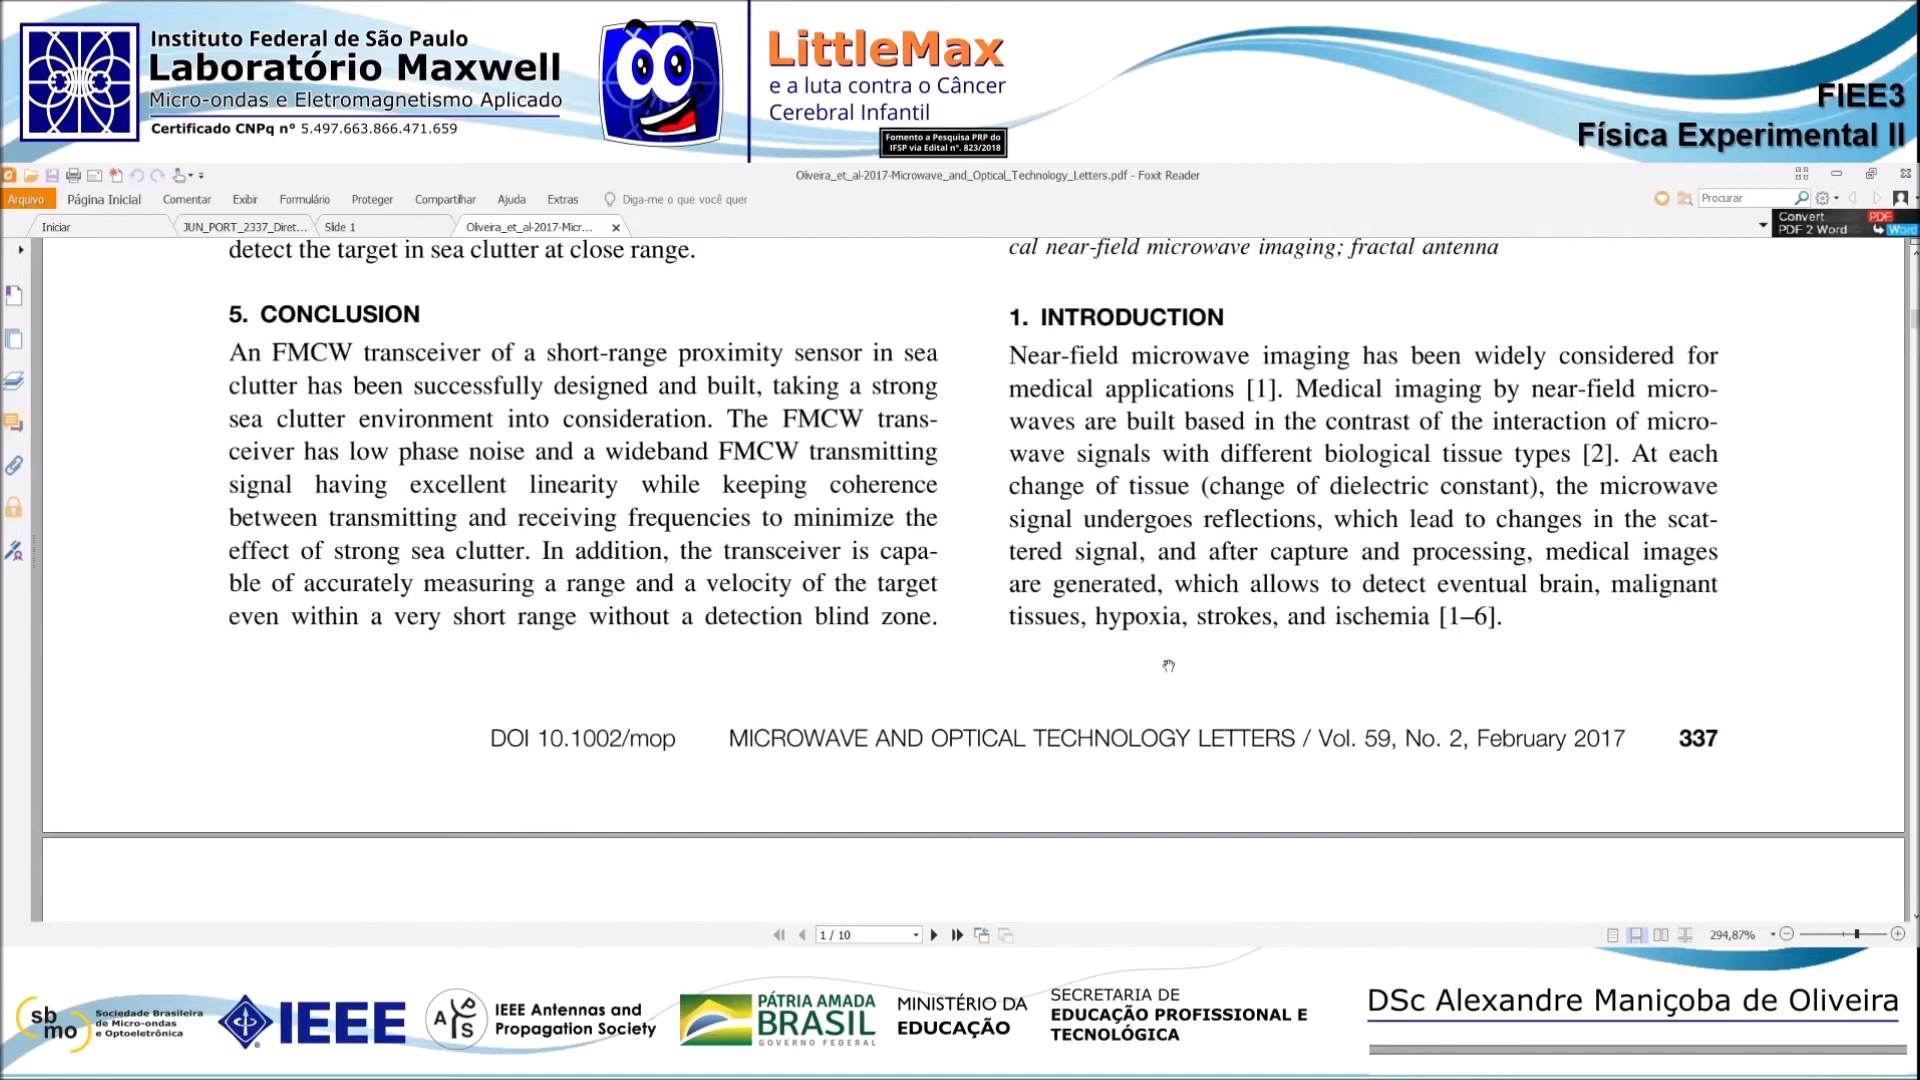 Instituto Federal de São Paulo
Laboratório Maxwell
Micro-ondas e Eletromagnetismo Aplicado
Certificado CNPq n° 5.497.663.866.471.659
LittleMax
e a luta contra o Câncer
Cerebral Infantil
Fomento a Pesquisa PRP do
IFSP via Edital n°. 823/2018
FIEE3
Física Experimental II
Oliveira_et_al-2017-Microwave_and_Optical_Technology_Letters.pdf - Foxit Reader
Arquivo Página Inicial Comentar Exibir Formulário Proteger Compartilhar Ajuda Extras Diga-me o que você quer Procurar
Iniciar JUN_PORT_2337_Diret... Slide 1 Oliveira_et_al-2017-Micr...
Convert PDF
PDF 2 Word Word
detect the target in sea clutter at close range.
5. CONCLUSION
An FMCW transceiver of a short-range proximity sensor in sea
clutter has been successfully designed and built, taking a strong
sea clutter environment into consideration. The FMCW trans-
ceiver has low phase noise and a wideband FMCW transmitting
signal having excellent linearity while keeping coherence
between transmitting and receiving frequencies to minimize the
effect of strong sea clutter. In addition, the transceiver is capa-
ble of accurately measuring a range and a velocity of the target
even within a very short range without a detection blind zone.
cal near-field microwave imaging; fractal antenna
1. INTRODUCTION
Near-field microwave imaging has been widely considered for
medical applications [1]. Medical imaging by near-field micro-
waves are built based in the contrast of the interaction of micro-
wave signals with different biological tissue types [2]. At each
change of tissue (change of dielectric constant), the microwave
signal undergoes reflections, which lead to changes in the scat-
tered signal, and after capture and processing, medical images
are generated, which allows to detect eventual brain, malignant
tissues, hypoxia, strokes, and ischemia [1–6].
DOI 10.1002/mop MICROWAVE AND OPTICAL TECHNOLOGY LETTERS / Vol. 59, No. 2, February 2017 337
1 / 10
294,87%
sb
mo
Sociedade Brasileira
de Micro-ondas
e Optoeletrônica
IEEE
APS
IEEE Antennas and
Propagation Society
PÁTRIA AMADA
BRASIL
GOVERNO FEDERAL
MINISTÉRIO DA
EDUCAÇÃO
SECRETARIA DE
EDUCAÇÃO PROFISSIONAL E
TECNOLÓGICA
DSc Alexandre Maniçoba de Oliveira